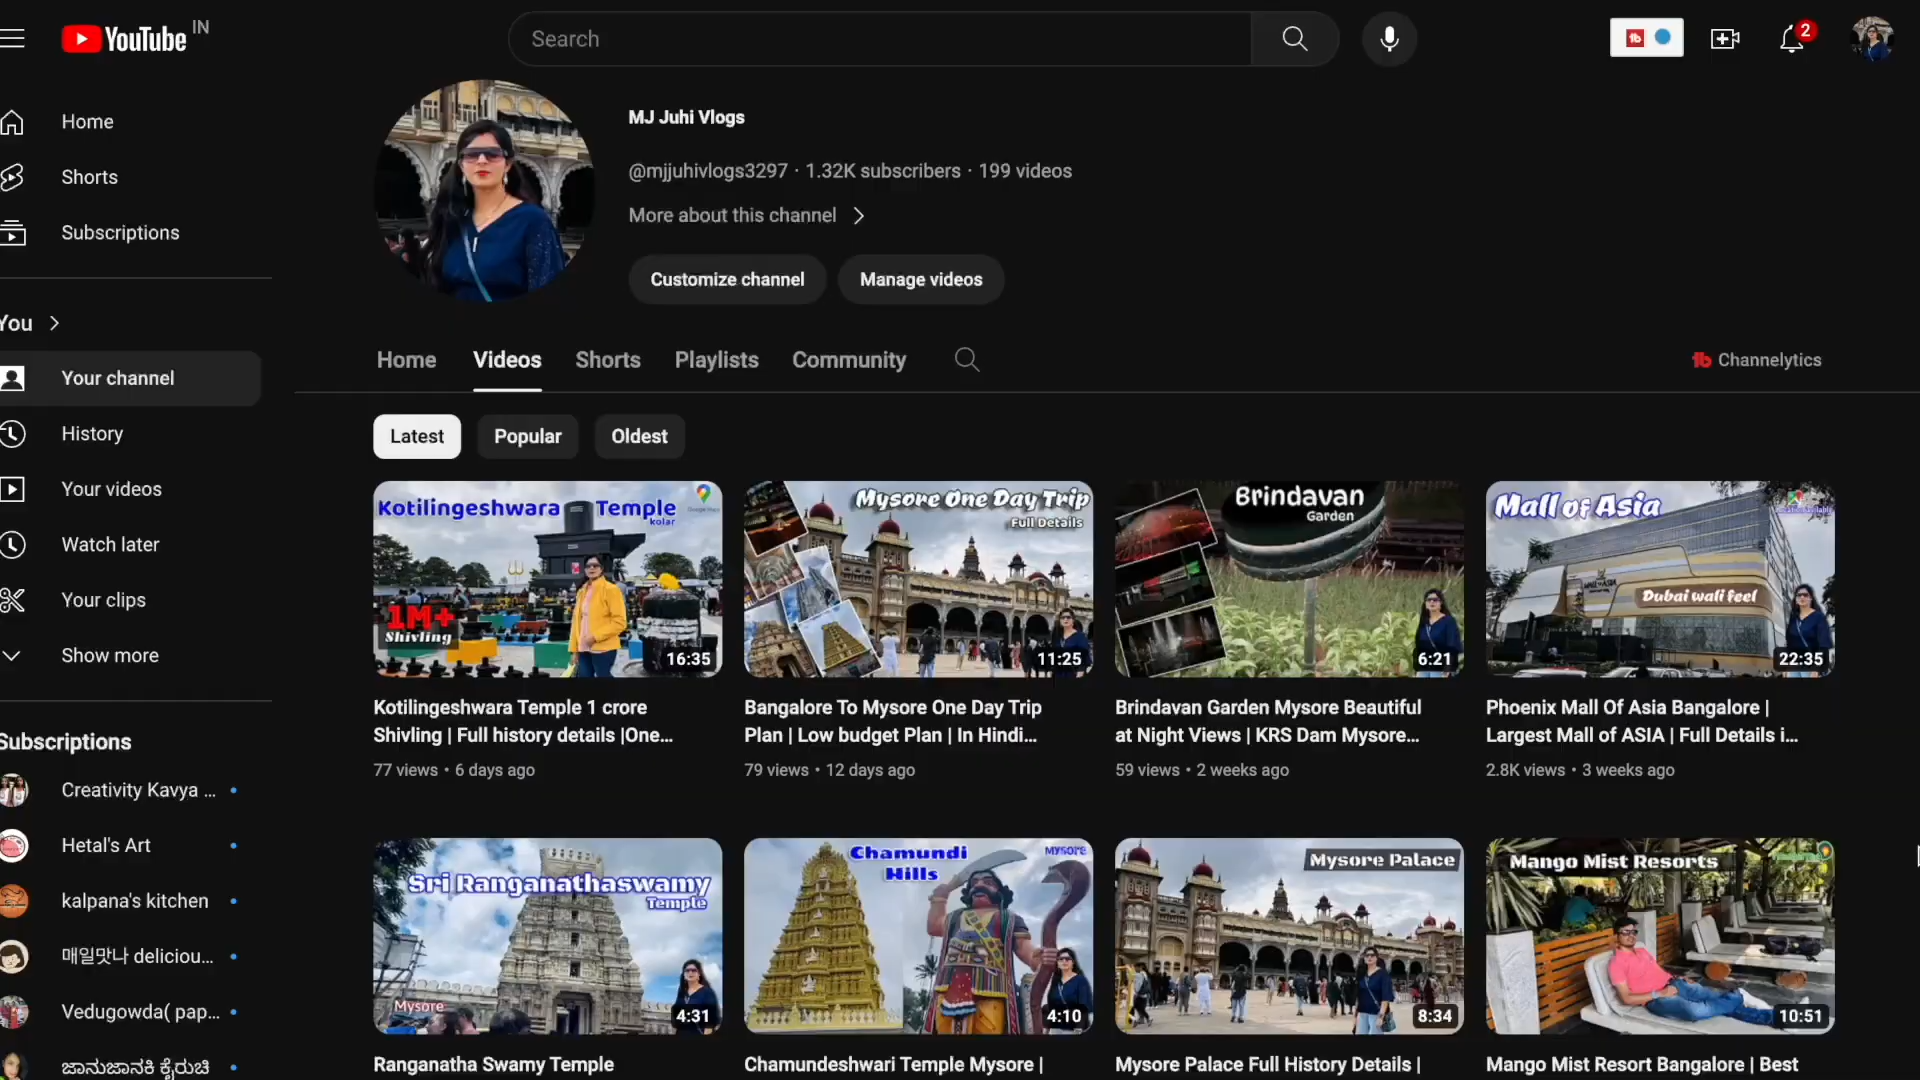 YouTube IN
Search
2
Home
Shorts
Subscriptions
You
Your channel
History
Your videos
Watch later
Your clips
Show more
Subscriptions
Creativity Kavya ...
Hetal's Art
kalpana's kitchen
매일맛나 deliciou...
Vedugowda( pap...
ಜಾನುಜಾನಕಿ ಕೈರುಚಿ
MJ Juhi Vlogs
@mjjuhivlogs3297 · 1.32K subscribers · 199 videos
More about this channel
Customize channel
Manage videos
Home
Videos
Shorts
Playlists
Community
Channelytics
Latest
Popular
Oldest
Kotilingeshwara Temple
kolar
1M+
Shivling
16:35
Kotilingeshwara Temple 1 crore
Shivling | Full history details |One...
77 views • 6 days ago
Mysore One Day Trip
Full Details
11:25
Bangalore To Mysore One Day Trip
Plan | Low budget Plan | In Hindi...
79 views • 12 days ago
Brindavan
Garden
6:21
Brindavan Garden Mysore Beautiful
at Night Views | KRS Dam Mysore...
59 views • 2 weeks ago
Mall of Asia
Dubai wali feel
22:35
Phoenix Mall Of Asia Bangalore |
Largest Mall of ASIA | Full Details i...
2.8K views • 3 weeks ago
Sri Ranganathaswamy
Temple
Mysore
4:31
Ranganatha Swamy Temple
Chamundi
Hills
MYSORE
4:10
Chamundeshwari Temple Mysore |
Mysore Palace
8:34
Mysore Palace Full History Details |
Mango Mist Resorts
10:51
Mango Mist Resort Bangalore | Best